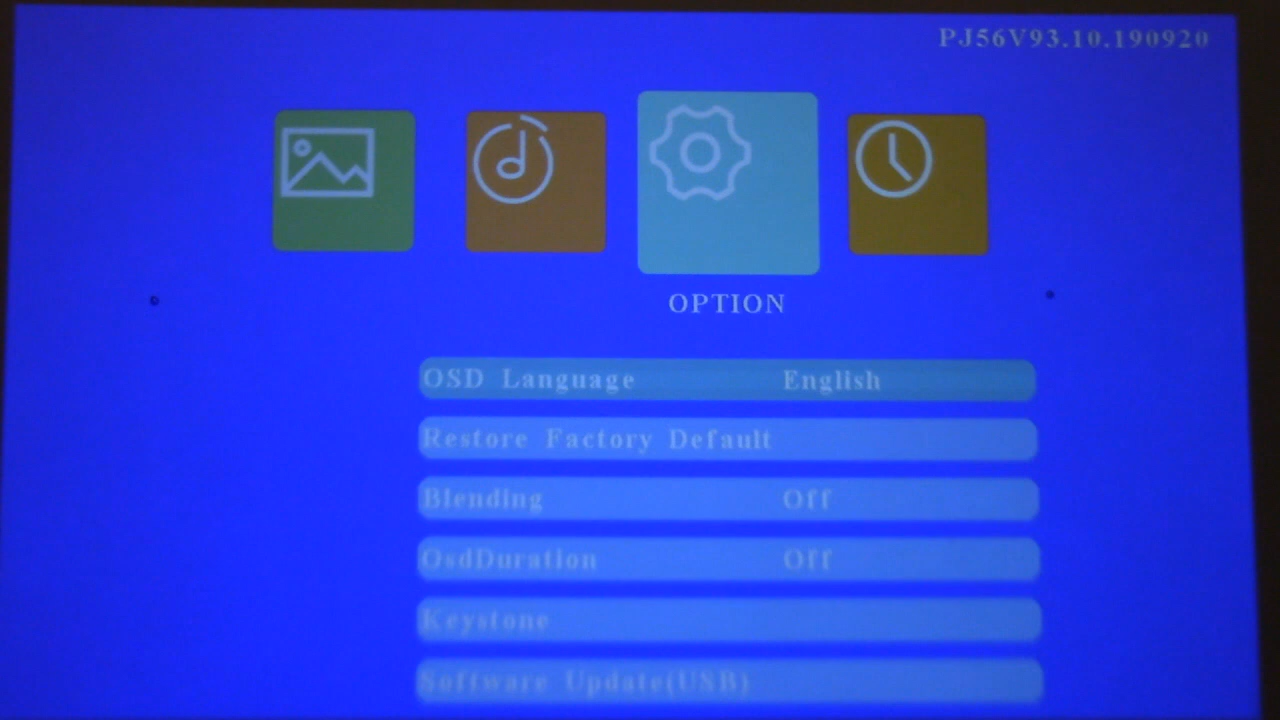 PJ56V93.10.190920
OPTION
OSD Language English
Restore Factory Default
Blending Off
OsdDuration Off
Keystone
Software Update(USB)